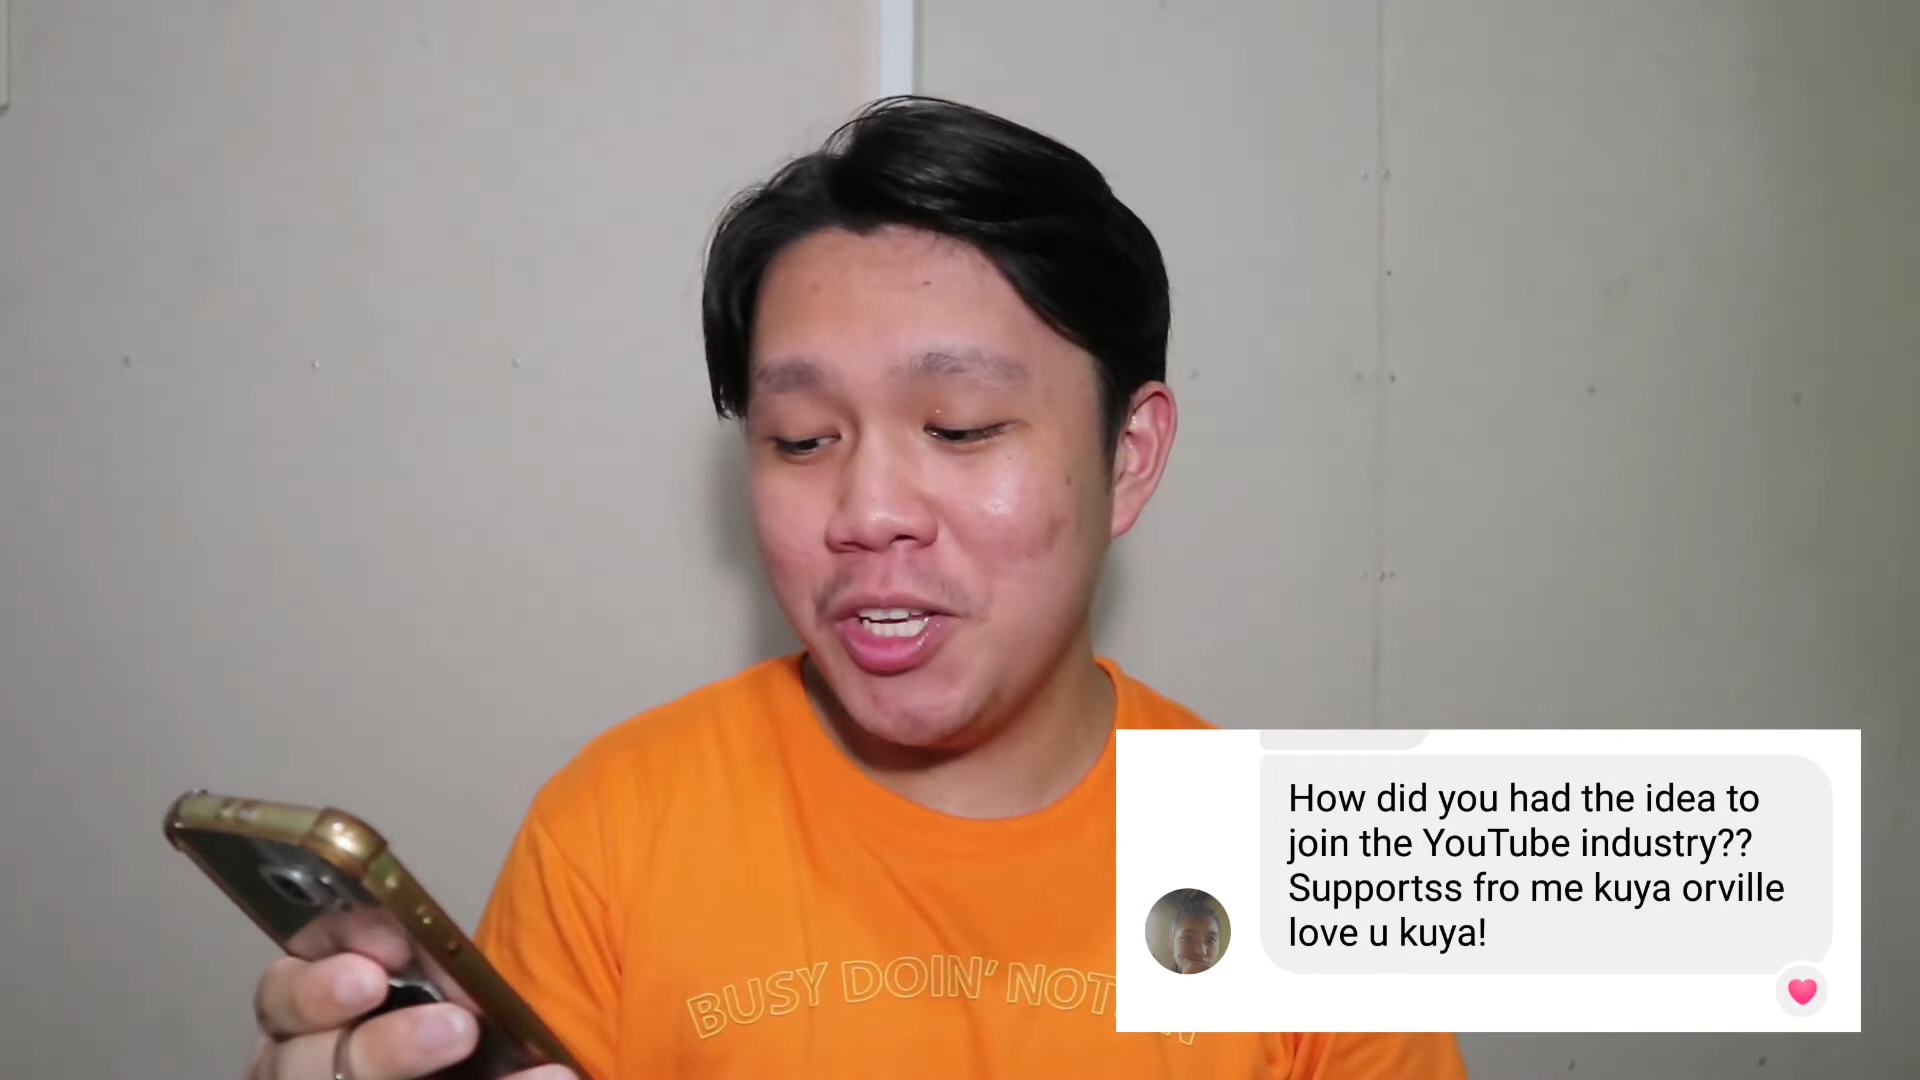 How did you had the idea to
join the YouTube industry??
Supportss fro me kuya orville
love u kuya!
BUSY DOIN'